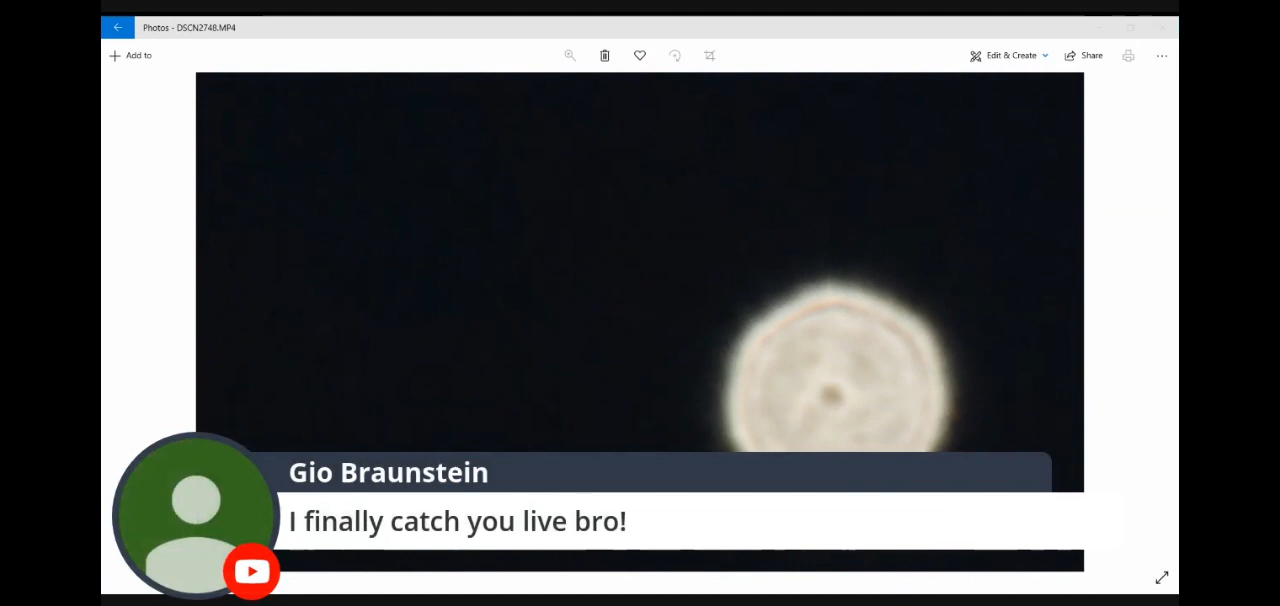 Photos - DSCN2748.MP4
Add to
Edit & Create
Share
Gio Braunstein
I finally catch you live bro!